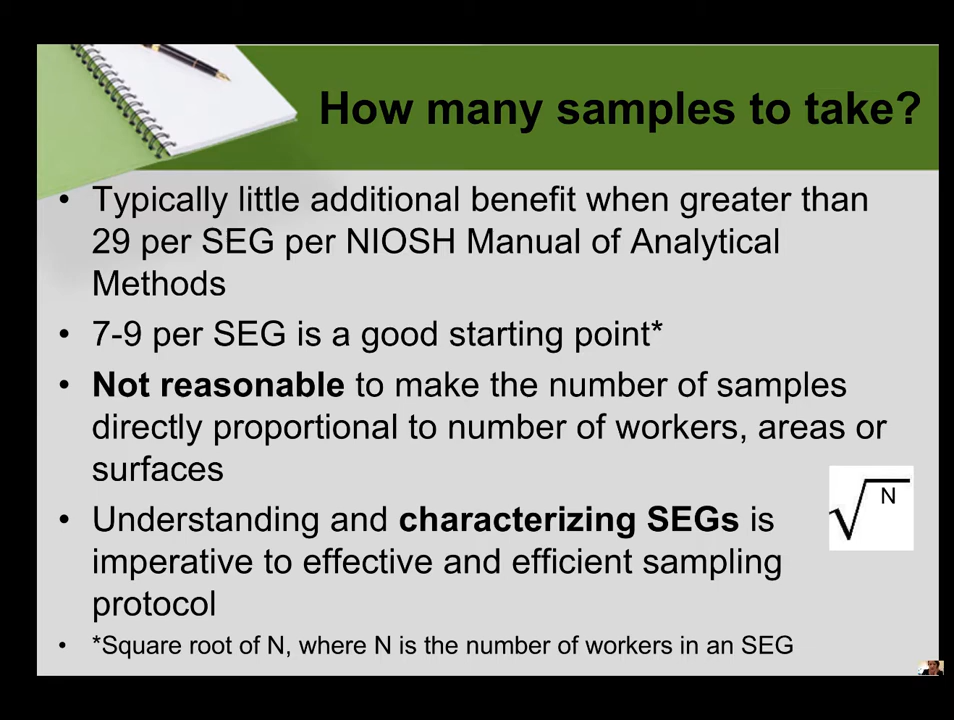 How many samples to take?
• Typically little additional benefit when greater than
29 per SEG per NIOSH Manual of Analytical
Methods
• 7-9 per SEG is a good starting point*
• Not reasonable to make the number of samples
directly proportional to number of workers, areas or
surfaces
• Understanding and characterizing SEGs is
imperative to effective and efficient sampling
protocol
√N
• *Square root of N, where N is the number of workers in an SEG